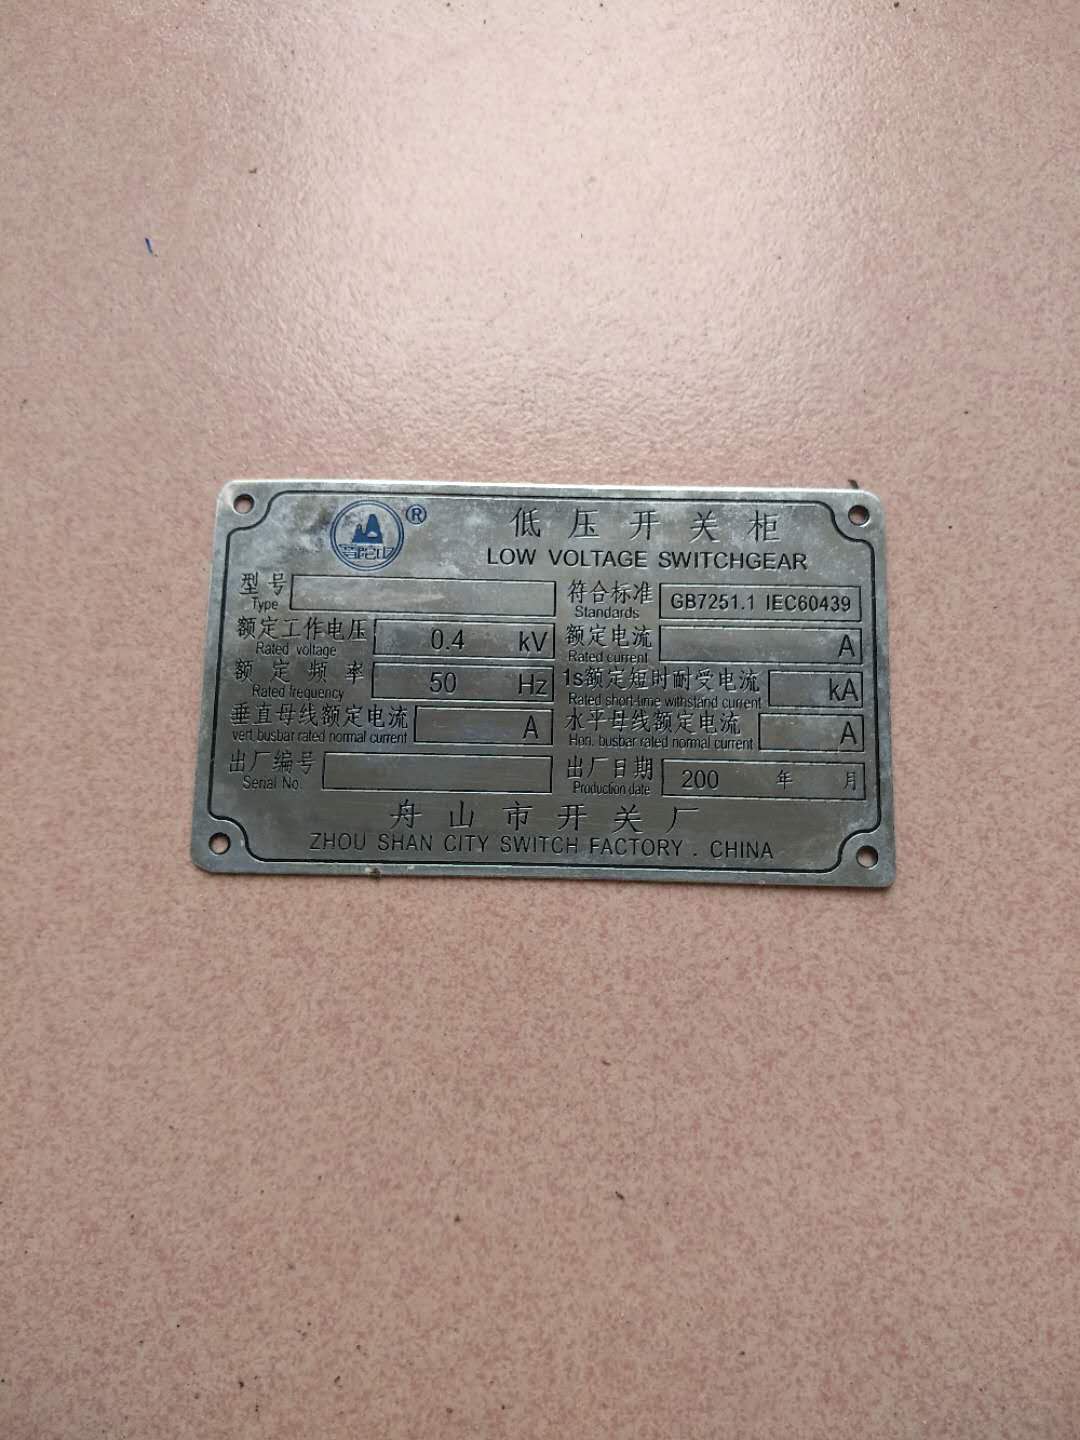 普陀山 ®
低压开关柜
LOW VOLTAGE SWITCHGEAR
型号
Type
符合标准 GB7251.1 IEC60439
Standards
额定工作电压 0.4 kV
Rated voltage
额定电流 A
Rated current
额定频率 50 Hz
Rated frequency
1s额定短时耐受电流 kA
Rated short-time withstand current
垂直母线额定电流 A
vert. busbar rated normal current
水平母线额定电流 A
Hori. busbar rated normal current
出厂编号
Serial No.
出厂日期 200 年 月
Production date
舟山市开关厂
ZHOU SHAN CITY SWITCH FACTORY . CHINA